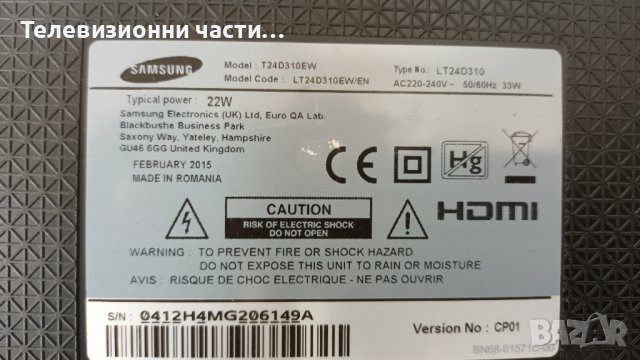 Телевизионни части…
SAMSUNG
Model : T24D310EW
Type No.: LT24D310
Model Code : LT24D310EW/EN
AC220-240V~ 50/60Hz 33W
Typical power : 22W
Samsung Electronics (UK) Ltd, Euro QA Lab.
Blackbushe Business Park
Saxony Way, Yateley, Hampshire
GU46 6GG United Kingdom
FEBRUARY 2015
MADE IN ROMANIA
CE
Hg
CAUTION
RISK OF ELECTRIC SHOCK
DO NOT OPEN
HDMI
WARNING : TO PREVENT FIRE OR SHOCK HAZARD
DO NOT EXPOSE THIS UNIT TO RAIN OR MOISTURE
AVIS : RISQUE DE CHOC ELECTRIQUE - NE PAS OUVRIR
S/N : 0412H4MG206149A
Version No : CP01
BN68-01571C-00
BAZAR